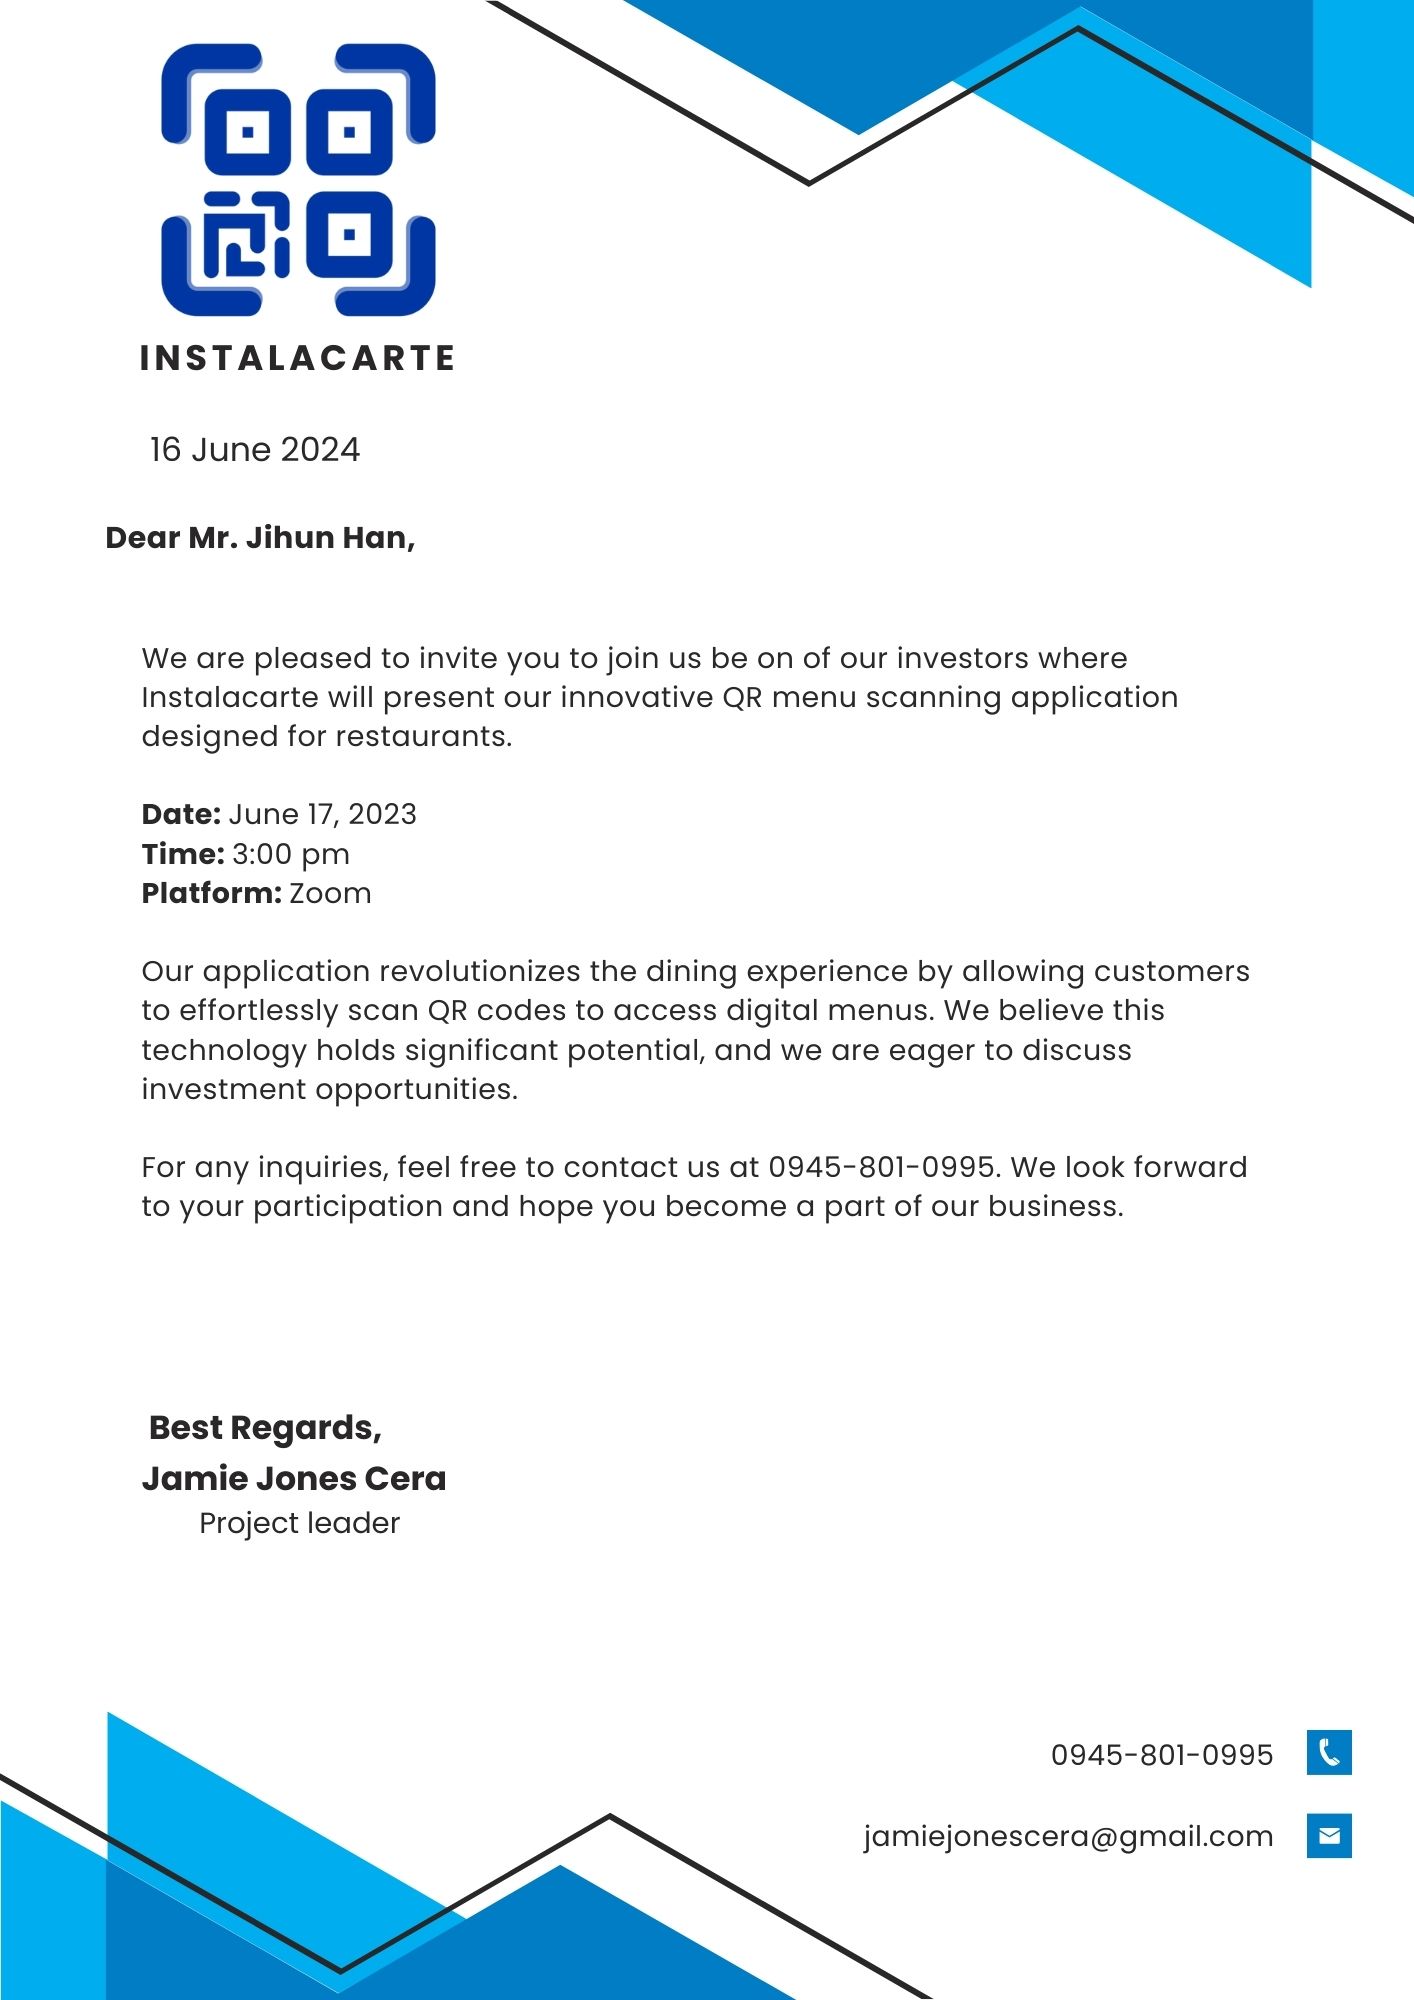 INSTALACARTE
16 June 2024
Dear Mr. Jihun Han,
We are pleased to invite you to join us be on of our investors where
Instalacarte will present our innovative QR menu scanning application
designed for restaurants.
Date: June 17, 2023
Time: 3:00 pm
Platform: Zoom
Our application revolutionizes the dining experience by allowing customers
to effortlessly scan QR codes to access digital menus. We believe this
technology holds significant potential, and we are eager to discuss
investment opportunities.
For any inquiries, feel free to contact us at 0945-801-0995. We look forward
to your participation and hope you become a part of our business.
Best Regards,
Jamie Jones Cera
Project leader
0945-801-0995
jamiejonescera@gmail.com